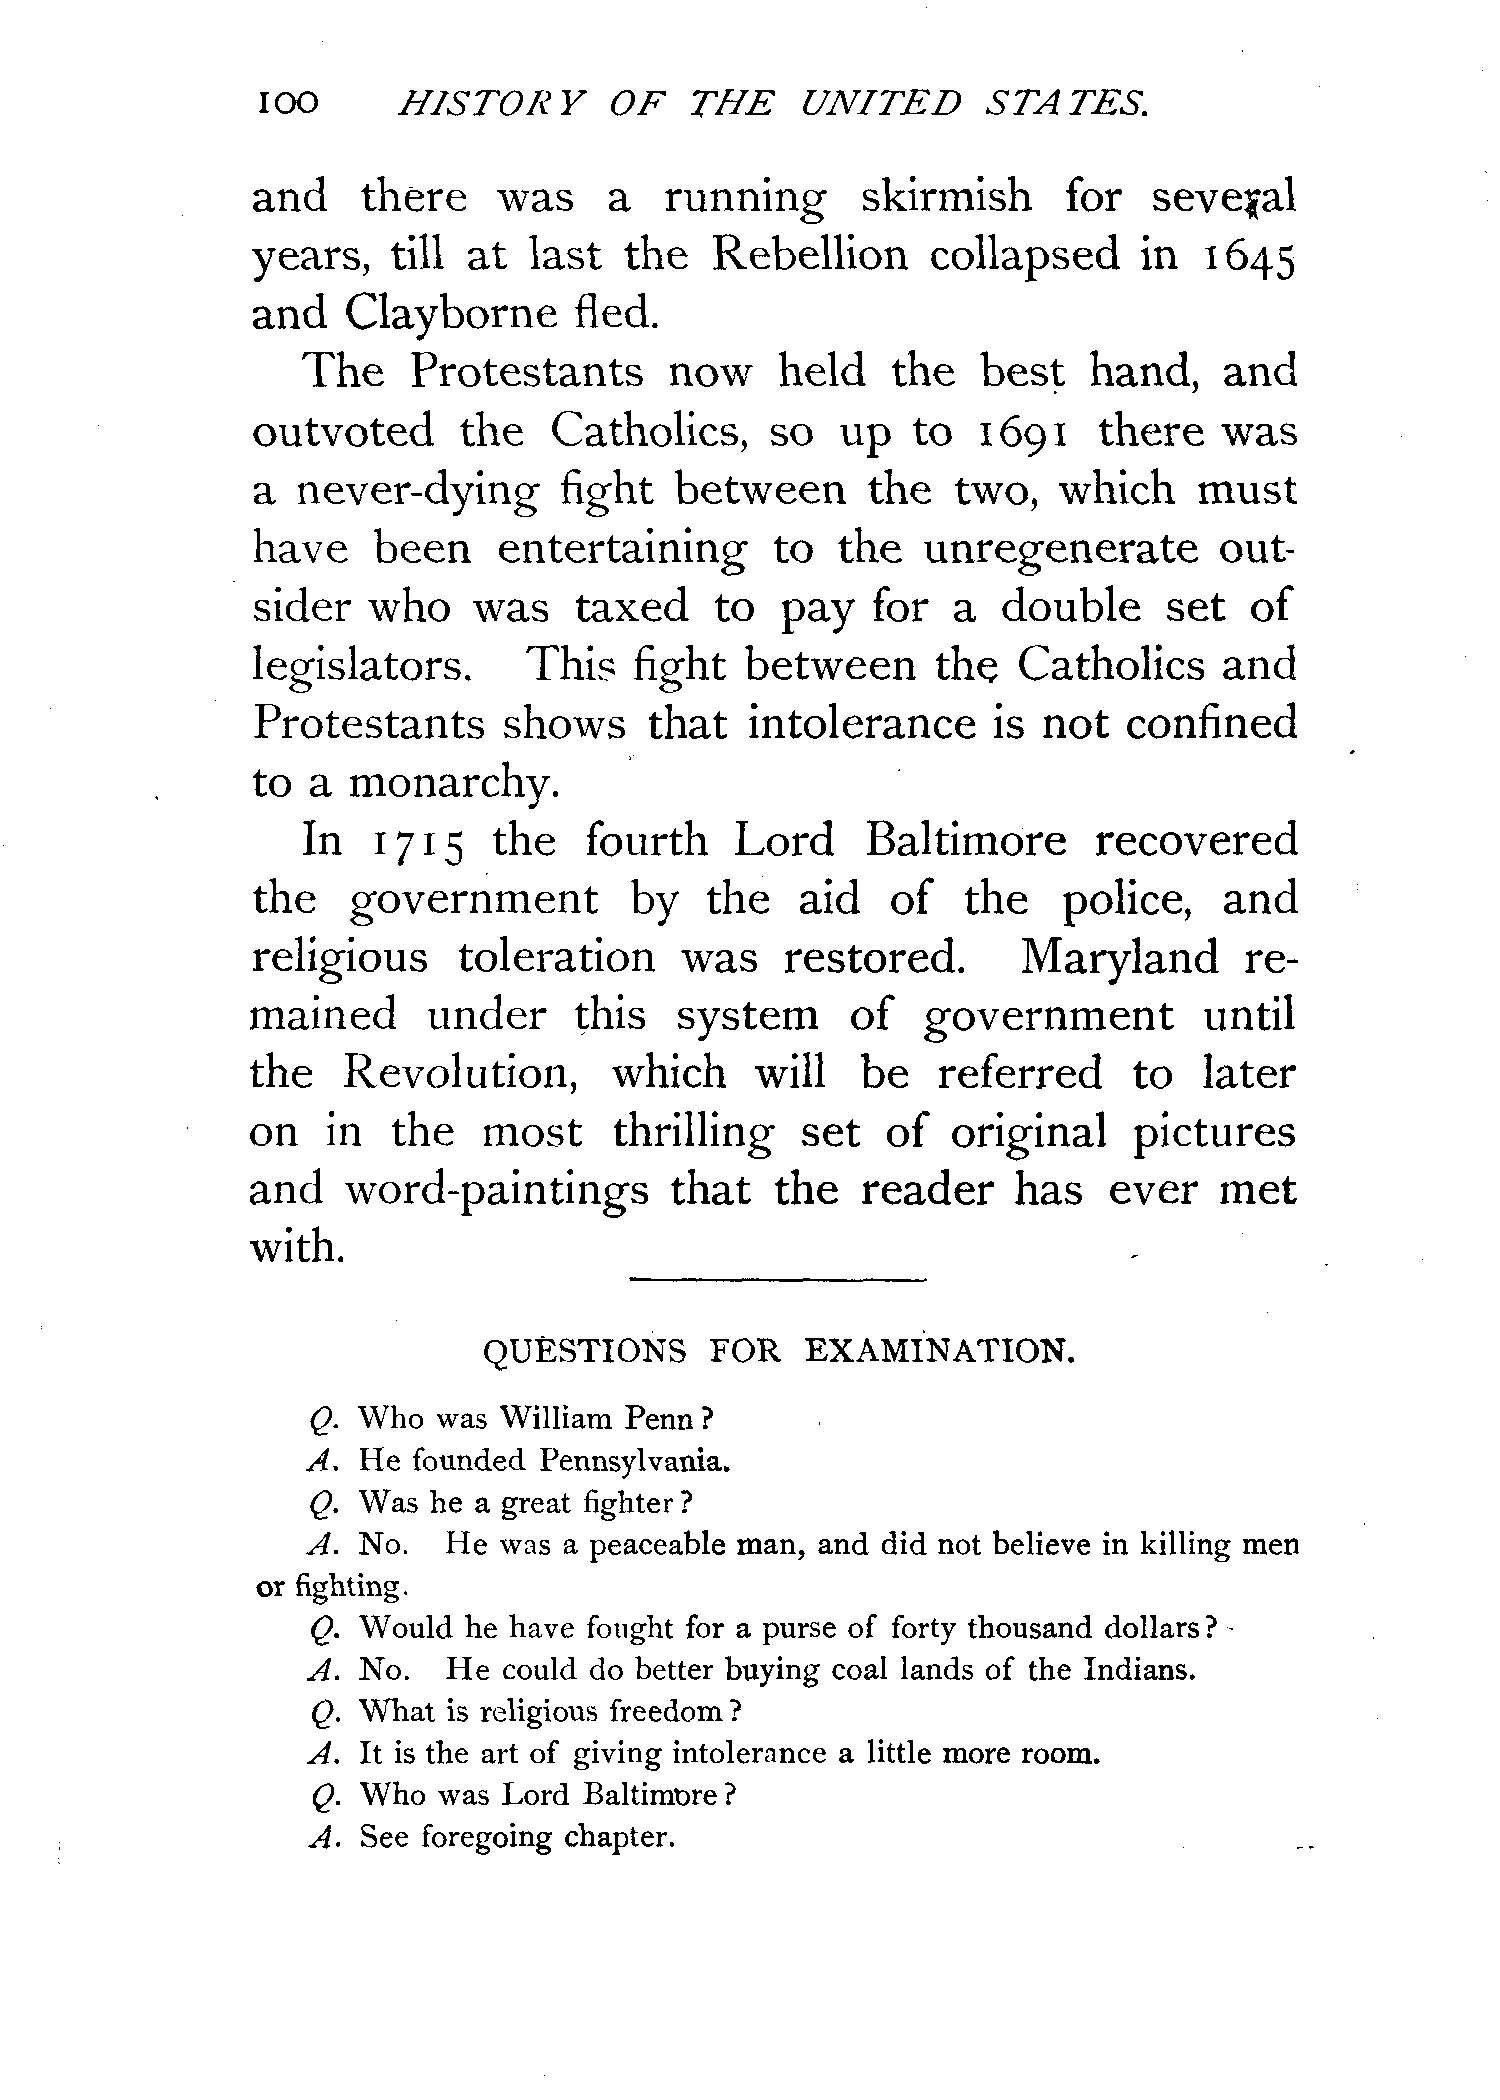 100 HISTORY OF THE UNITED STATES.
and there was a running skirmish for several
years, till at last the Rebellion collapsed in 1645
and Clayborne fled.
The Protestants now held the best hand, and
outvoted the Catholics, so up to 1691 there was
a never-dying fight between the two, which must
have been entertaining to the unregenerate out-
sider who was taxed to pay for a double set of
legislators. This fight between the Catholics and
Protestants shows that intolerance is not confined
to a monarchy.
In 1715 the fourth Lord Baltimore recovered
the government by the aid of the police, and
religious toleration was restored. Maryland re-
mained under this system of government until
the Revolution, which will be referred to later
on in the most thrilling set of original pictures
and word-paintings that the reader has ever met
with.
QUESTIONS FOR EXAMINATION.
Q. Who was William Penn?
A. He founded Pennsylvania.
Q. Was he a great fighter?
A. No. He was a peaceable man, and did not believe in killing men
or fighting.
Q. Would he have fought for a purse of forty thousand dollars?
A. No. He could do better buying coal lands of the Indians.
Q. What is religious freedom?
A. It is the art of giving intolerance a little more room.
Q. Who was Lord Baltimore?
A. See foregoing chapter.